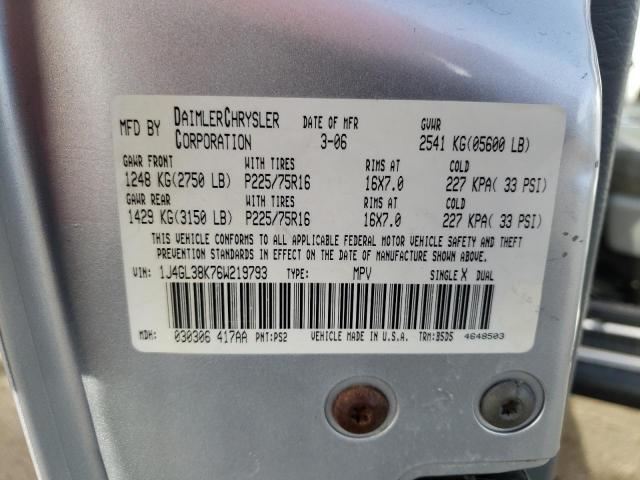 MFD BY DAIMLERCHRYSLER CORPORATION DATE OF MFR 3-06 GVWR 2541 KG(05600 LB)
GAWR FRONT WITH TIRES RIMS AT COLD
1248 KG(2750 LB) P225/75R16 16X7.0 227 KPA( 33 PSI)
GAWR REAR WITH TIRES RIMS AT COLD
1429 KG(3150 LB) P225/75R16 16X7.0 227 KPA( 33 PSI)
THIS VEHICLE CONFORMS TO ALL APPLICABLE FEDERAL MOTOR VEHICLE SAFETY AND THEFT
PREVENTION STANDARDS IN EFFECT ON THE DATE OF MANUFACTURE SHOWN ABOVE.
VIN: 1J4GL38K76W219793 TYPE: MPV SINGLE X DUAL
MDH: 030306 417AA PNT:PS2 VEHICLE MADE IN U.S.A. TRM:B5D5 4648503